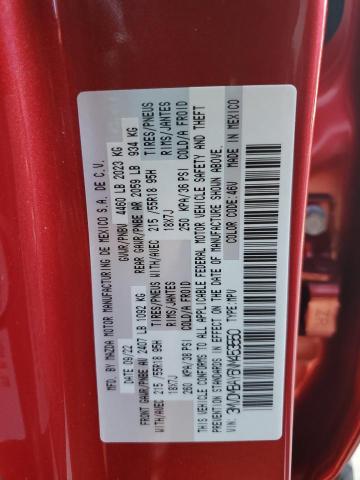 MFD. BY: MAZDA MOTOR MANUFACTURING DE MEXICO S.A. DE C.V.
DATE 09/22 GVWR/PNBV 4460 LB 2023 KG
FRONT GAWR/PNBE AV 2407 LB 1092 KG REAR GAWR/PNBE AR 2059 LB 934 KG
WITH/AVEC 215 /55R18 95H TIRES/PNEUS WITH/AVEC 215 /55R18 95H TIRES/PNEUS
18X7J RIMS/JANTES 18X7J RIMS/JANTES
260 KPA/38 PSI COLD/A FROID 250 KPA/36 PSI COLD/A FROID
THIS VEHICLE CONFORMS TO ALL APPLICABLE FEDERAL MOTOR VEHICLE SAFETY AND THEFT
PREVENTION STANDARDS IN EFFECT ON THE DATE OF MANUFACTURE SHOWN ABOVE.
COLOR CODE: 46V MADE IN MEXICO
VIN: TYPE: MPV